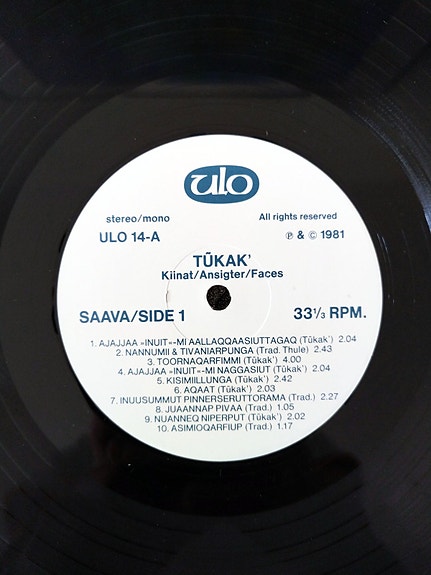 ulo
stereo/mono All rights reserved
ULO 14-A ℗ & © 1981
TŪKAK'
Kiinat/Ansigter/Faces
SAAVA/SIDE 1 33 1/3 RPM.
1. AJAJJAA »INUIT«-MI AALLAQQAASIUTTAGAQ (Tūkak') 2.04
2. NANNUMII & TIVANIARPUNGA (Trad. Thule) 2.43
3. TOORNAQARFIMMI (Tūkak') 4.00
4. AJAJJAA »INUIT«-MI NAGGASIUT (Tūkak') 2.04
5. KISIMIILLUNGA (Tūkak') 2.42
6. AQAAT (Tūkak') 2.03
7. INUUSUMMUT PINNERSERUTTORAMA (Trad.) 2.27
8. JUAANNAP PIVAA (Trad.) 1.05
9. NUANNEQ NIPERPUT (Tūkak') 2.02
10. ASIMIOQARFIUP (Trad.) 1.17